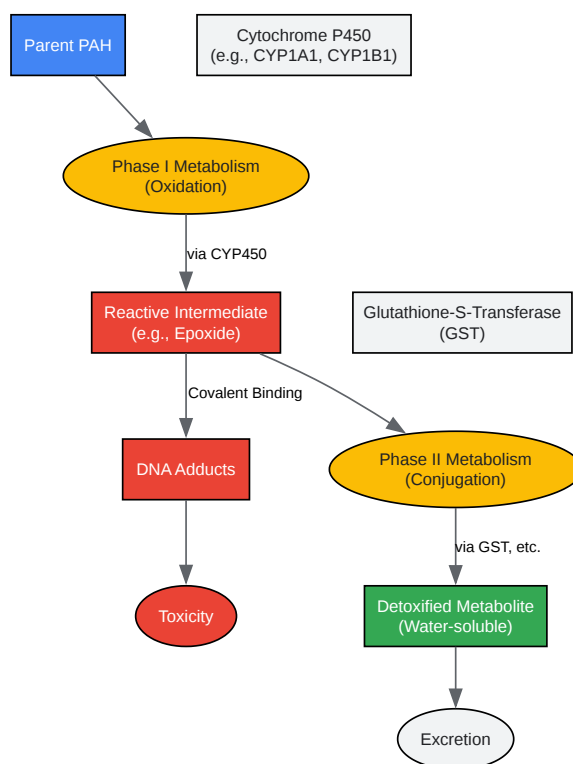 Parent PAH
Cytochrome P450
(e.g., CYP1A1, CYP1B1)
Phase I Metabolism
(Oxidation)
via CYP450
Reactive Intermediate
(e.g., Epoxide)
Glutathione-S-Transferase
(GST)
Covalent Binding
DNA Adducts
Phase II Metabolism
(Conjugation)
via GST, etc.
Toxicity
Detoxified Metabolite
(Water-soluble)
Excretion